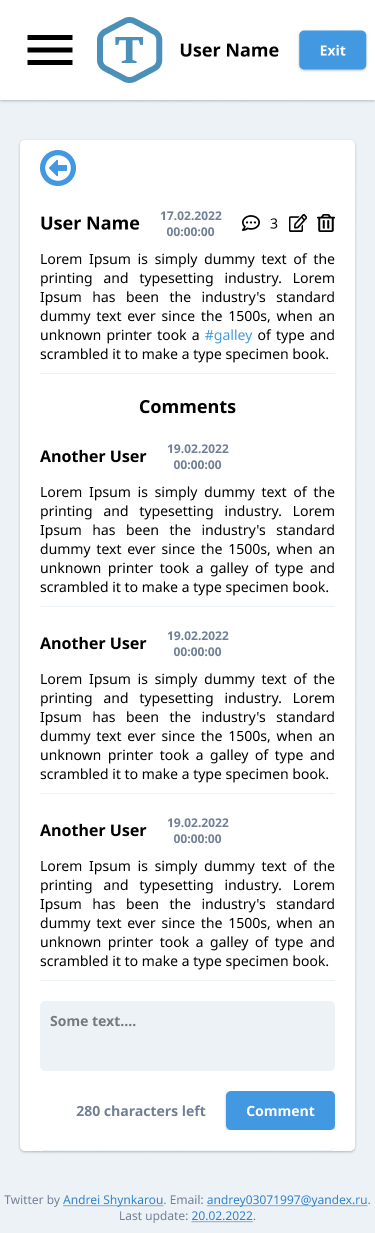 T
User Name
Exit
User Name
17.02.2022
00:00:00
3
Lorem Ipsum is simply dummy text of the
printing and typesetting industry. Lorem
Ipsum has been the industry's standard
dummy text ever since the 1500s, when an
unknown printer took a #galley of type and
scrambled it to make a type specimen book.
Comments
Another User
19.02.2022
00:00:00
Lorem Ipsum is simply dummy text of the
printing and typesetting industry. Lorem
Ipsum has been the industry's standard
dummy text ever since the 1500s, when an
unknown printer took a galley of type and
scrambled it to make a type specimen book.
Another User
19.02.2022
00:00:00
Lorem Ipsum is simply dummy text of the
printing and typesetting industry. Lorem
Ipsum has been the industry's standard
dummy text ever since the 1500s, when an
unknown printer took a galley of type and
scrambled it to make a type specimen book.
Another User
19.02.2022
00:00:00
Lorem Ipsum is simply dummy text of the
printing and typesetting industry. Lorem
Ipsum has been the industry's standard
dummy text ever since the 1500s, when an
unknown printer took a galley of type and
scrambled it to make a type specimen book.
Some text....
280 characters left
Comment
Twitter by Andrei Shynkarou. Email: andrey03071997@yandex.ru.
Last update: 20.02.2022.